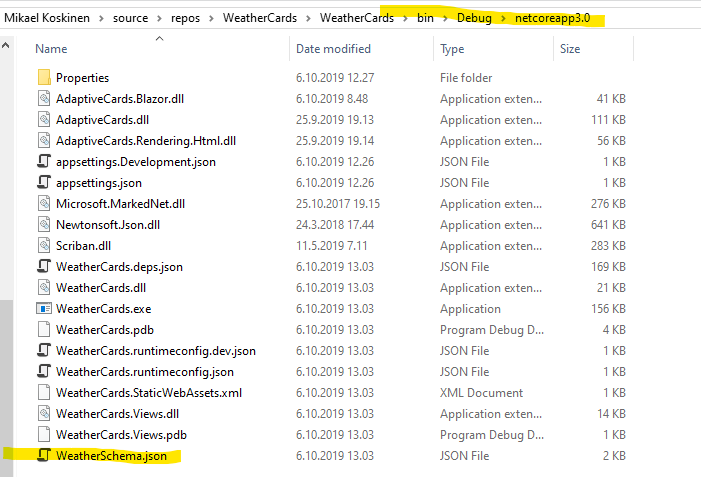 Mikael Koskinen > source > repos > WeatherCards > WeatherCards > bin > Debug > netcoreapp3.0
Name Date modified Type Size
Properties 6.10.2019 12.27 File folder
AdaptiveCards.Blazor.dll 6.10.2019 8.48 Application exten... 41 KB
AdaptiveCards.dll 25.9.2019 19.13 Application exten... 111 KB
AdaptiveCards.Rendering.Html.dll 25.9.2019 19.14 Application exten... 56 KB
appsettings.Development.json 6.10.2019 12.26 JSON File 1 KB
appsettings.json 6.10.2019 12.26 JSON File 1 KB
Microsoft.MarkedNet.dll 25.10.2017 19.15 Application exten... 276 KB
Newtonsoft.Json.dll 24.3.2018 17.44 Application exten... 641 KB
Scriban.dll 11.5.2019 7.11 Application exten... 283 KB
WeatherCards.deps.json 6.10.2019 13.03 JSON File 169 KB
WeatherCards.dll 6.10.2019 13.03 Application exten... 21 KB
WeatherCards.exe 6.10.2019 13.03 Application 156 KB
WeatherCards.pdb 6.10.2019 13.03 Program Debug D... 4 KB
WeatherCards.runtimeconfig.dev.json 6.10.2019 13.03 JSON File 1 KB
WeatherCards.runtimeconfig.json 6.10.2019 13.03 JSON File 1 KB
WeatherCards.StaticWebAssets.xml 6.10.2019 13.03 XML Document 1 KB
WeatherCards.Views.dll 6.10.2019 13.03 Application exten... 14 KB
WeatherCards.Views.pdb 6.10.2019 13.03 Program Debug D... 1 KB
WeatherSchema.json 6.10.2019 13.03 JSON File 2 KB